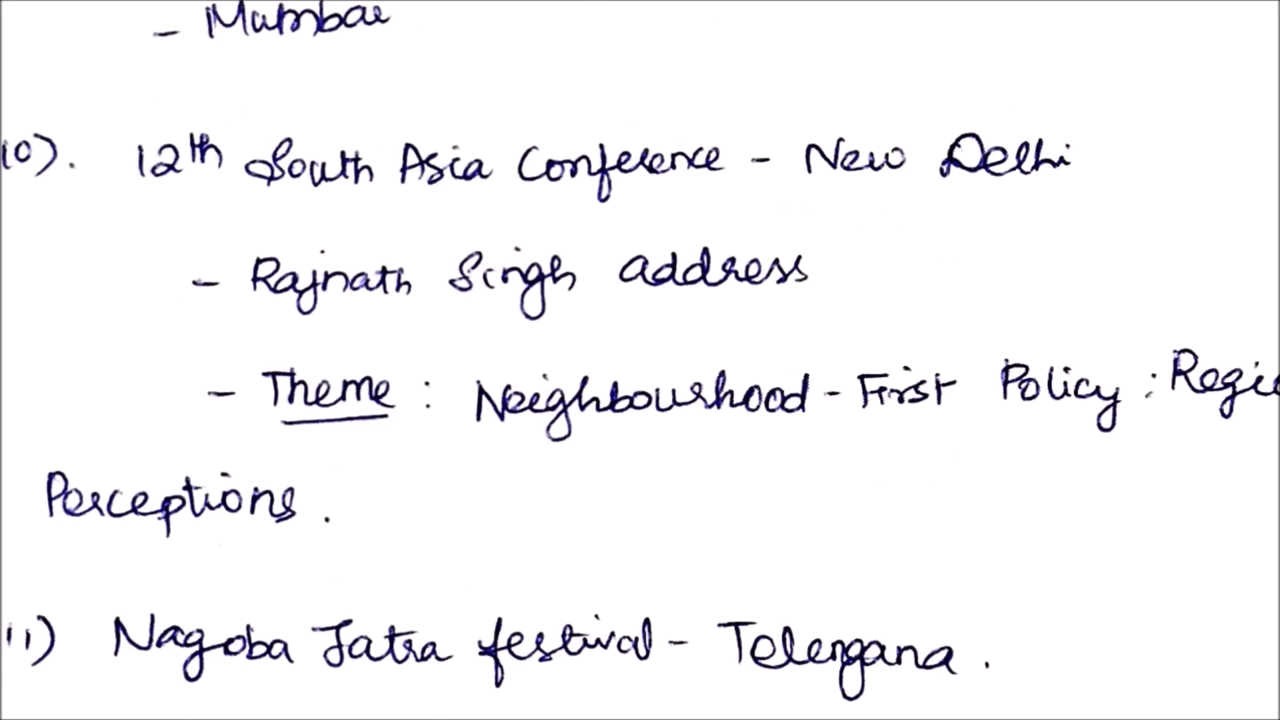 - Mumbai
10). 12th South Asia Conference - New Delhi
- Rajnath Singh address
- Theme : Neighbourhood - First Policy : Regio
Perceptions .
11) Nagoba Jatra festival - Telengana .